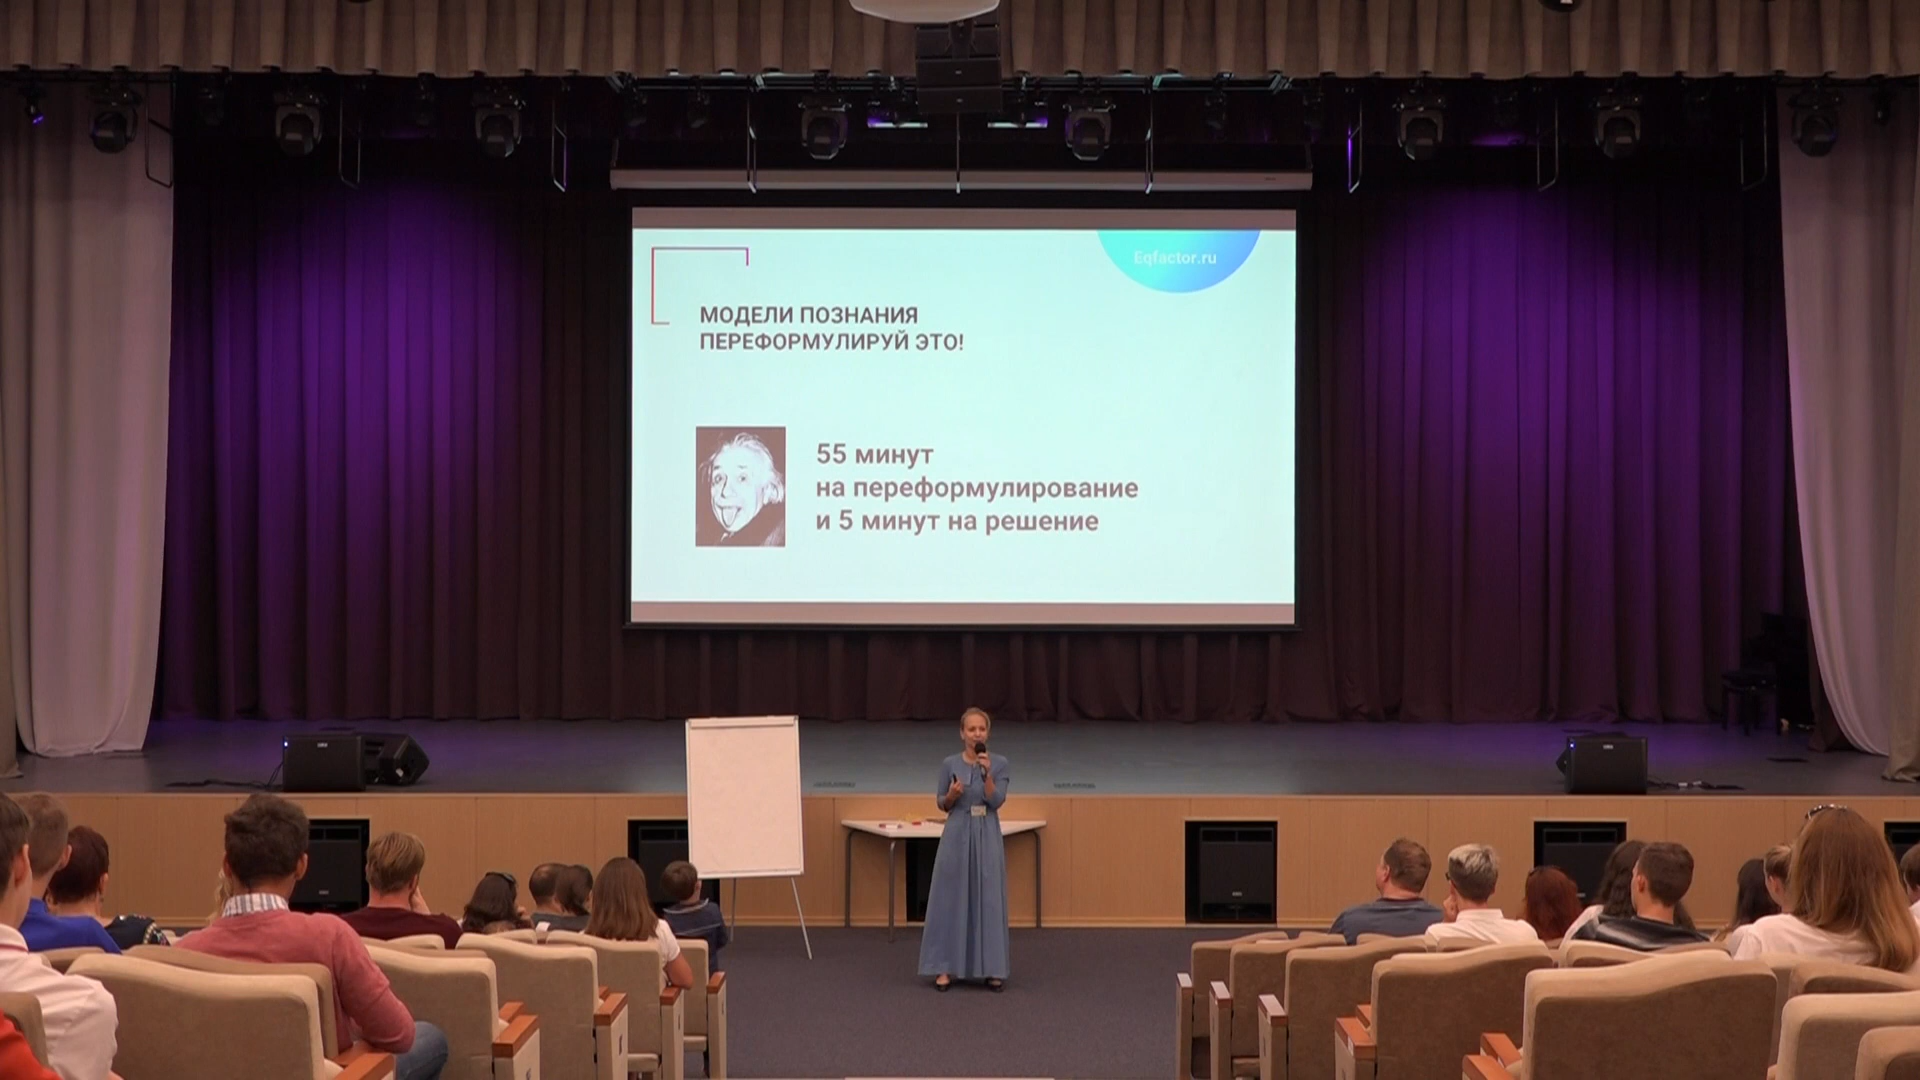 Eqfactor.ru
МОДЕЛИ ПОЗНАНИЯ
ПЕРЕФОРМУЛИРУЙ ЭТО!
55 минут
на переформулирование
и 5 минут на решение